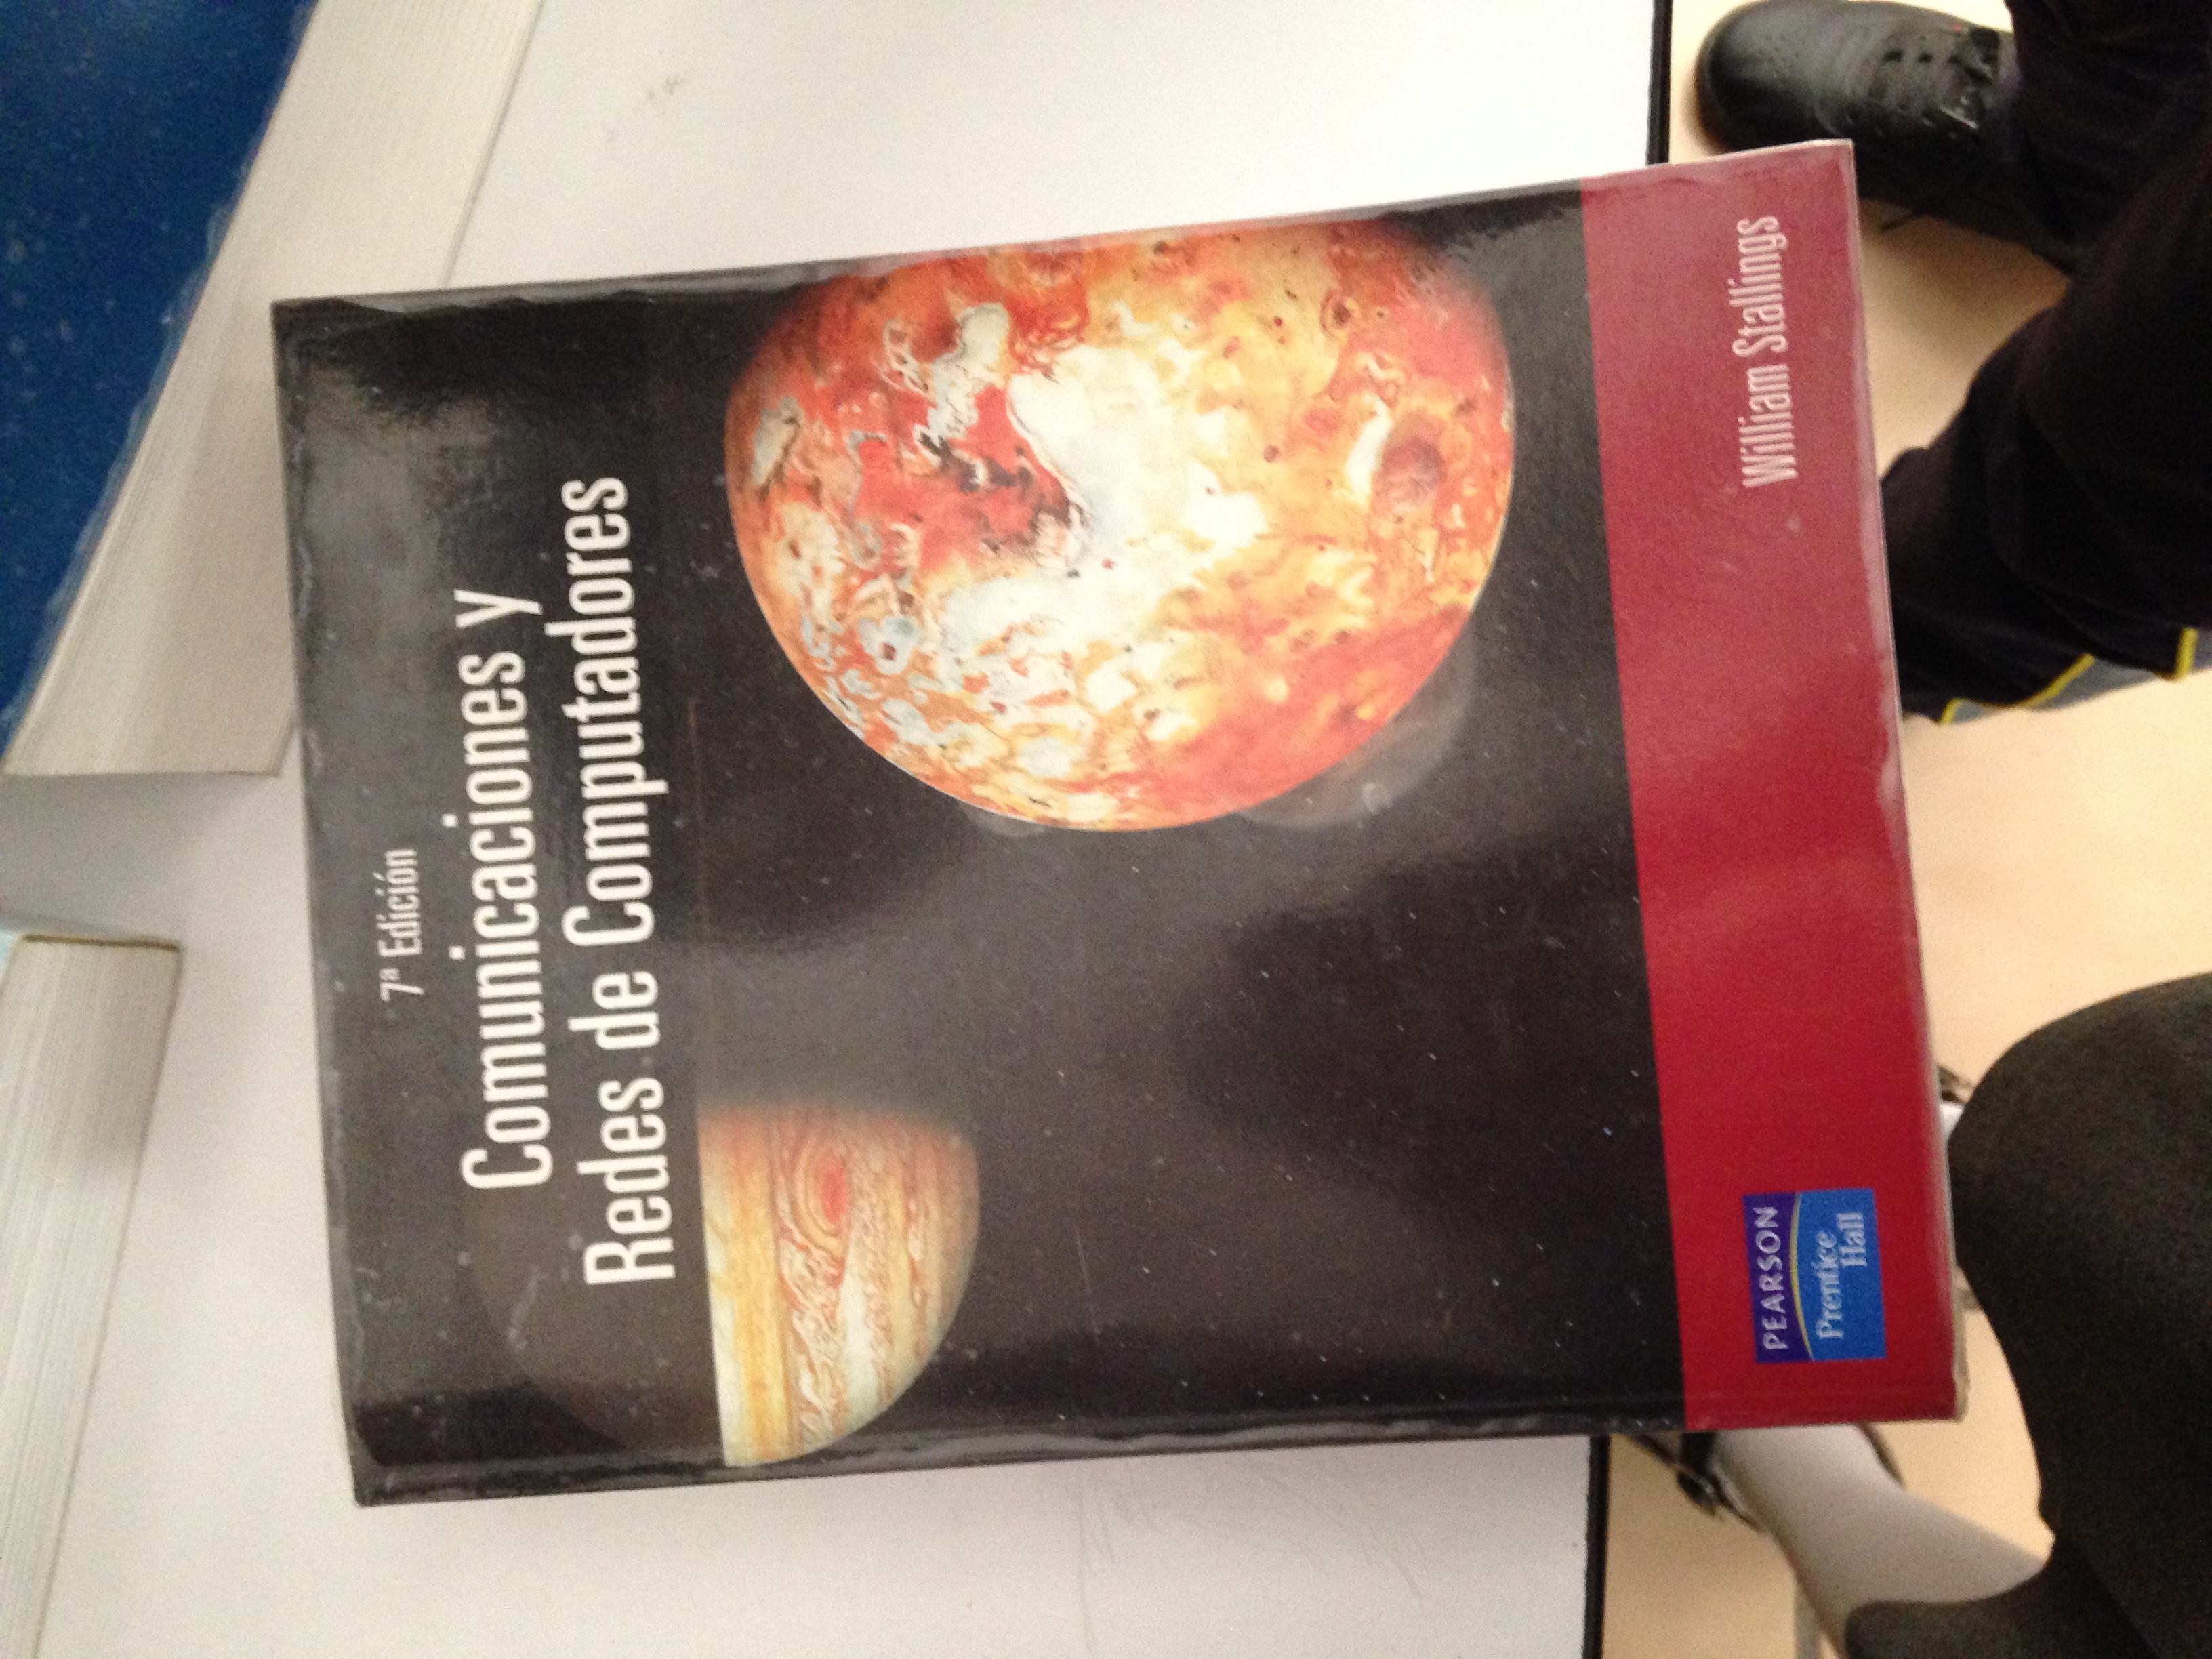 7ª Edición
Comunicaciones y
Redes de Computadores
William Stallings
PEARSON
Prentice
Hall